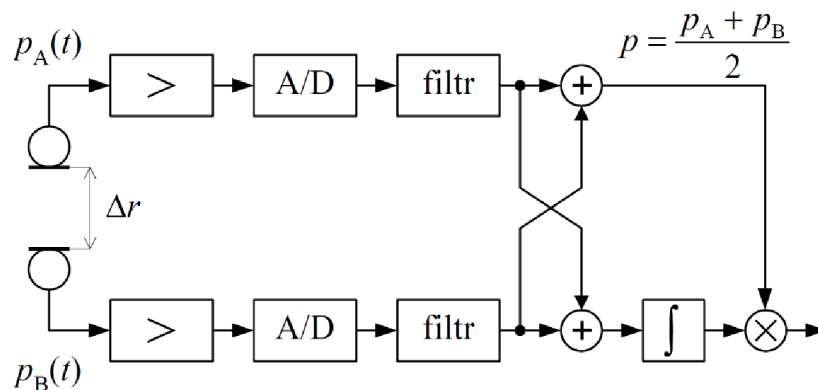 p_A(t)
p = (p_A + p_B) / 2
> A/D filtr +
Δr
> A/D filtr + ∫ ×
p_B(t)